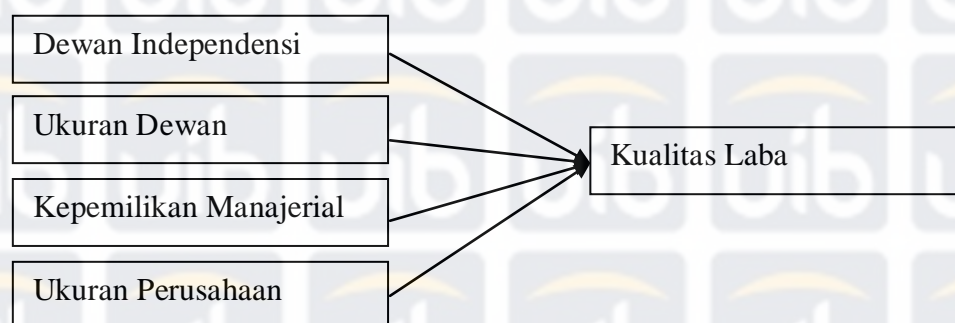 Dewan Independensi
Ukuran Dewan
Kualitas Laba
Kepemilikan Manajerial
Ukuran Perusahaan